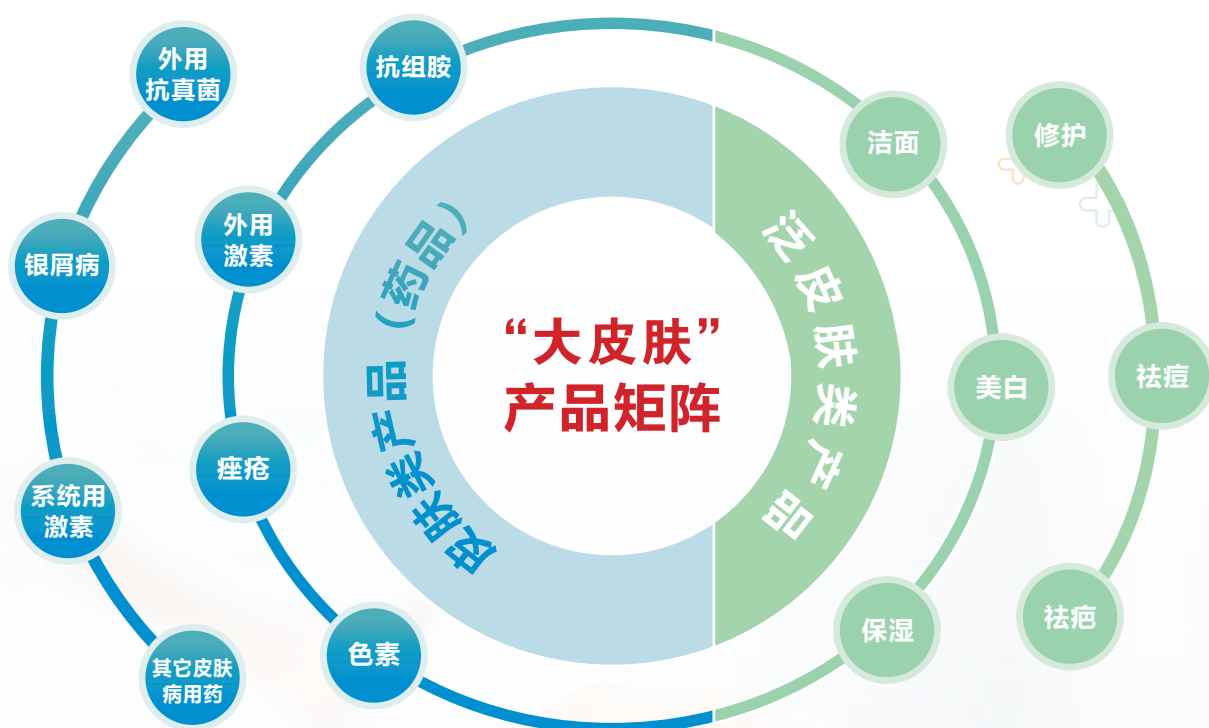 “大皮肤”
产品矩阵
皮肤类产品（药品）
泛皮肤类产品
抗组胺
外用
激素
痤疮
色素
外用
抗真菌
银屑病
系统用
激素
其它皮肤
病用药
洁面
美白
保湿
修护
祛痘
祛疤